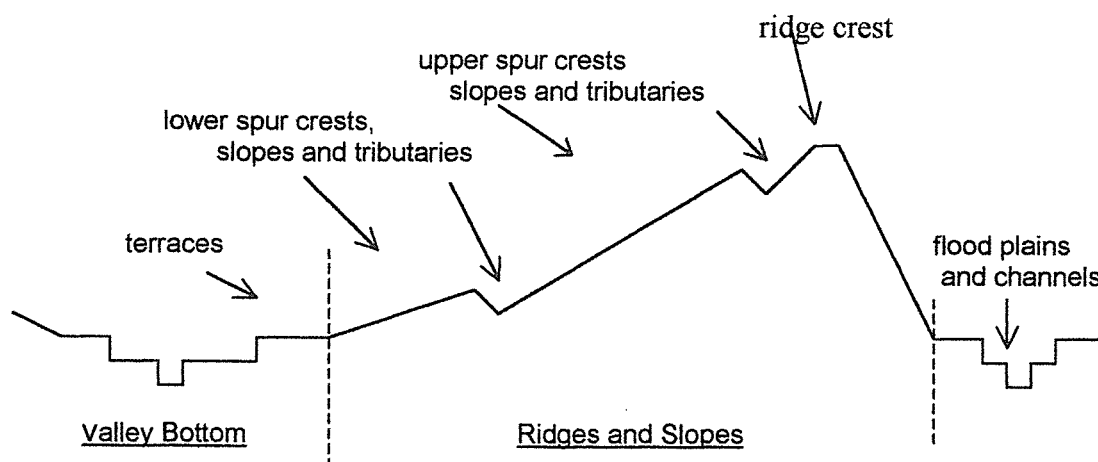 ridge crest
upper spur crests
slopes and tributaries
lower spur crests,
slopes and tributaries
terraces
flood plains
and channels
Valley Bottom
Ridges and Slopes